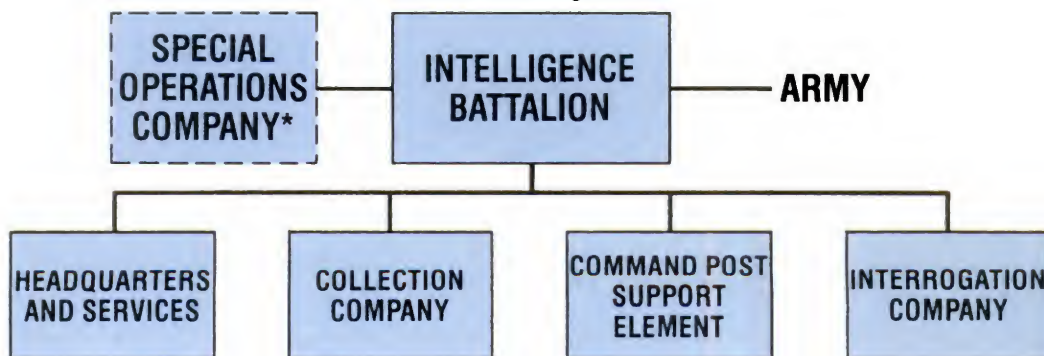 SPECIAL
OPERATIONS
COMPANY*
INTELLIGENCE
BATTALION
ARMY
HEADQUARTERS
AND SERVICES
COLLECTION
COMPANY
COMMAND POST
SUPPORT
ELEMENT
INTERROGATION
COMPANY